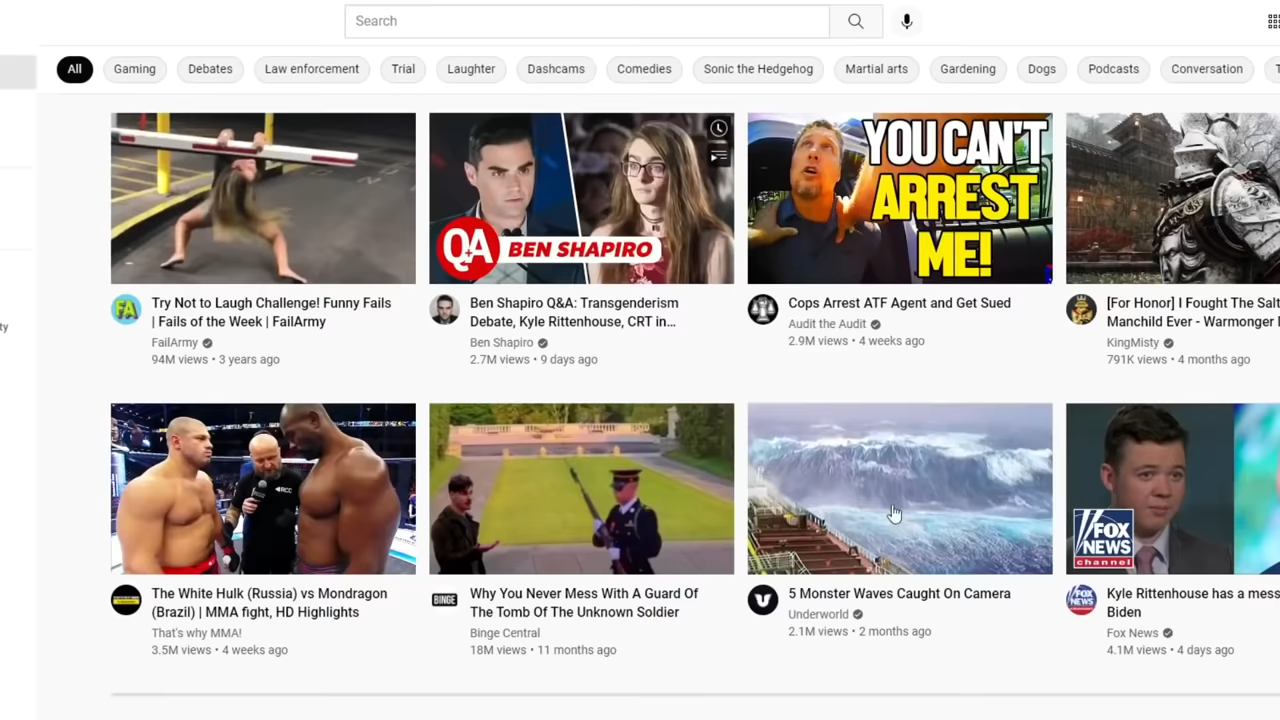 Search
All Gaming Debates Law enforcement Trial Laughter Dashcams Comedies Sonic the Hedgehog Martial arts Gardening Dogs Podcasts Conversation
NO
Q+A BEN SHAPIRO
YOU CAN'T
ARREST
ME!
FA
Try Not to Laugh Challenge! Funny Fails
| Fails of the Week | FailArmy
FailArmy
94M views • 3 years ago
Ben Shapiro Q&A: Transgenderism
Debate, Kyle Rittenhouse, CRT in...
Ben Shapiro
2.7M views • 9 days ago
Cops Arrest ATF Agent and Get Sued
Audit the Audit
2.9M views • 4 weeks ago
[For Honor] I Fought The Salt
Manchild Ever - Warmonger
KingMisty
791K views • 4 months ago
ty
RCC
FOX
NEWS
channel
The White Hulk (Russia) vs Mondragon
(Brazil) | MMA fight, HD Highlights
That's why MMA!
3.5M views • 4 weeks ago
BINGE
Why You Never Mess With A Guard Of
The Tomb Of The Unknown Soldier
Binge Central
18M views • 11 months ago
5 Monster Waves Caught On Camera
Underworld
2.1M views • 2 months ago
Kyle Rittenhouse has a mess
Biden
Fox News
4.1M views • 4 days ago